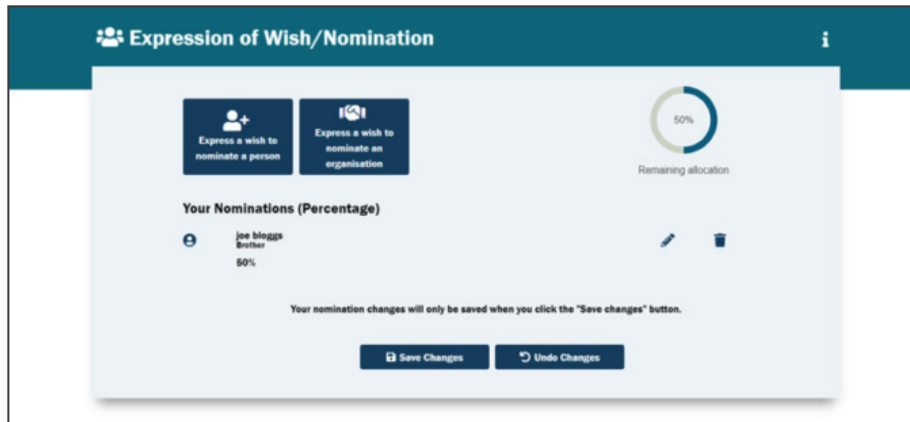 Expression of Wish/Nomination
i
Express a wish to
nominate a person
Express a wish to
nominate an
organisation
50%
Remaining allocation
Your Nominations (Percentage)
joe bloggs
Brother
50%
Your nomination changes will only be saved when you click the "Save changes" button.
Save Changes
Undo Changes